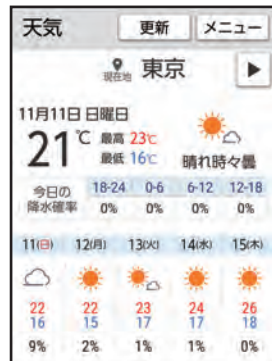 天気 更新 メニュー
現在地 東京
11月11日 日曜日
21℃ 最高 23℃
最低 16℃ 晴れ時々曇
今日の降水確率 18-24 0-6 6-12 12-18
0% 0% 0% 0%
11(日) 12(月) 13(火) 14(水) 15(木)
22 22 23 24 26
16 15 17 17 18
9% 2% 1% 1% 0%